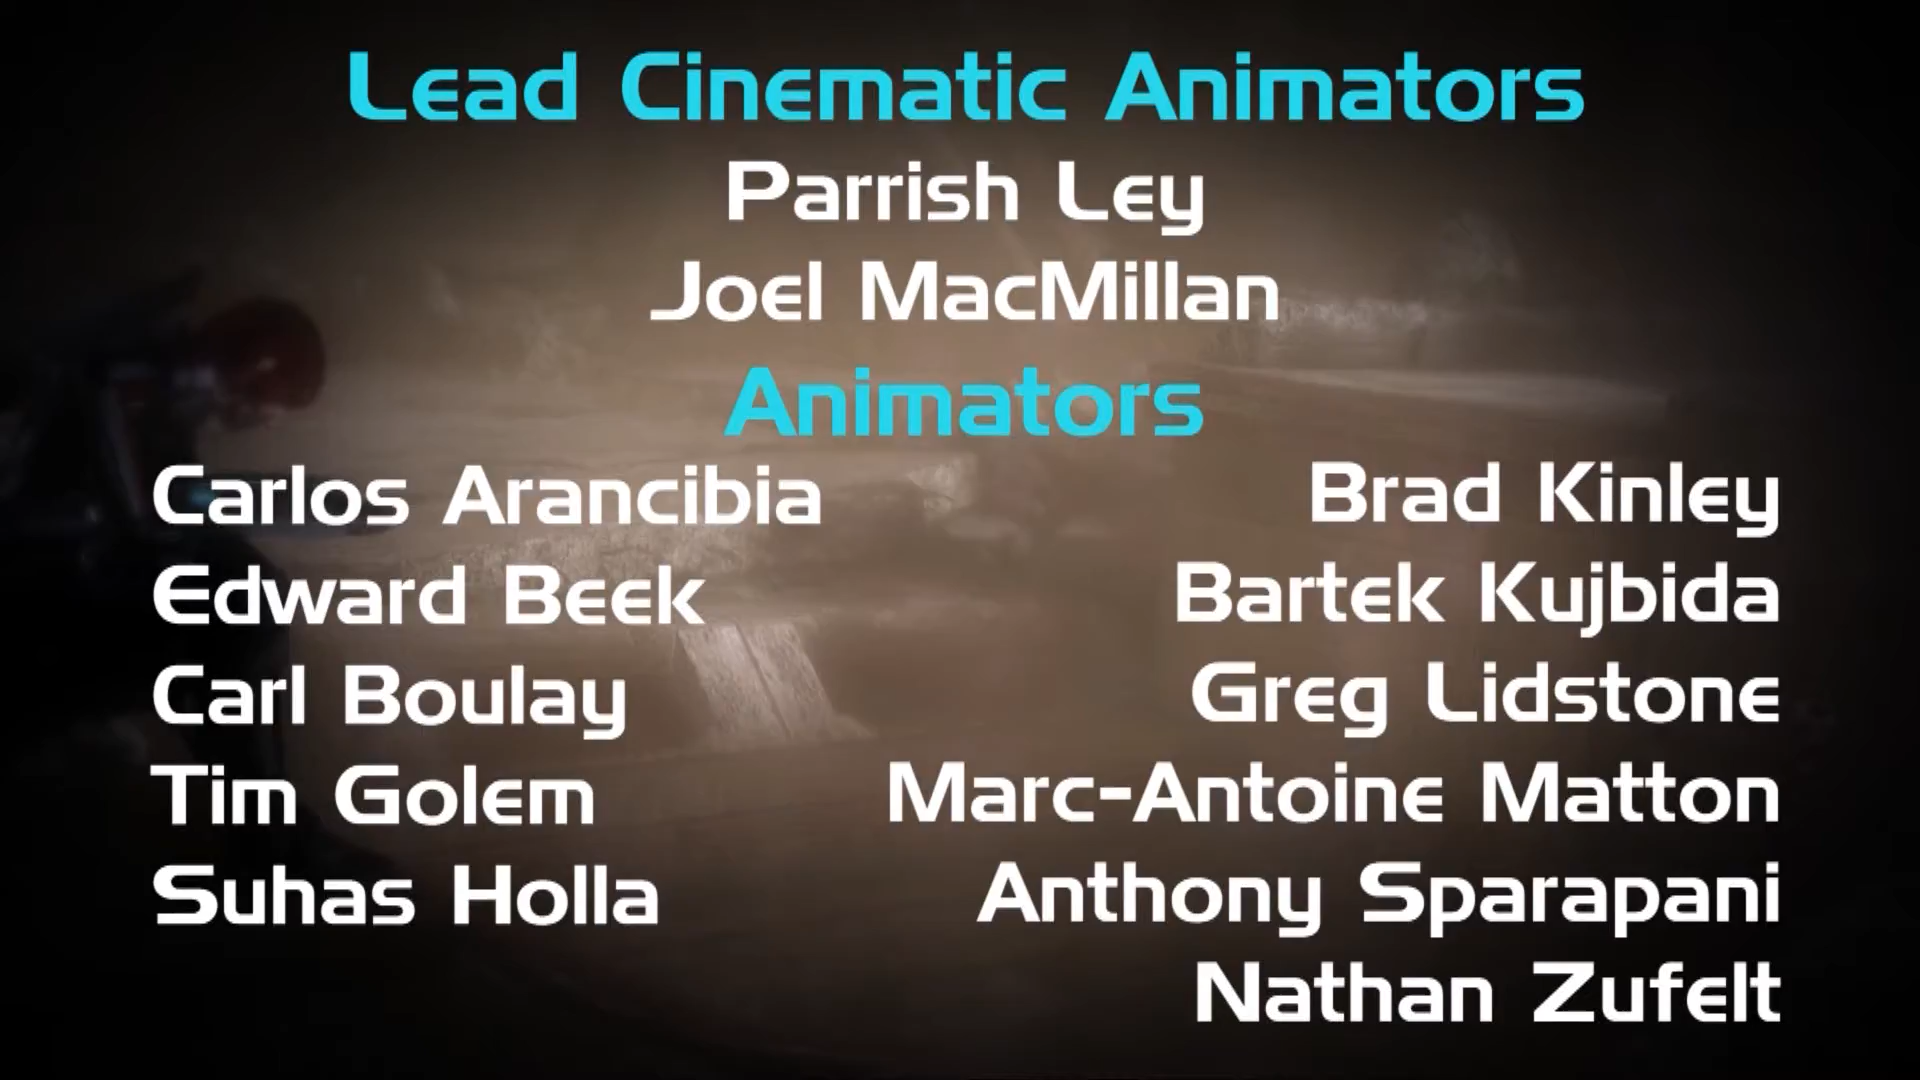 Lead Cinematic Animators
Parrish Ley
Joel MacMillan
Animators
Carlos Arancibia
Edward Beek
Carl Boulay
Tim Golem
Suhas Holla
Brad Kinley
Bartek Kujbida
Greg Lidstone
Marc-Antoine Matton
Anthony Sparapani
Nathan Zufelt